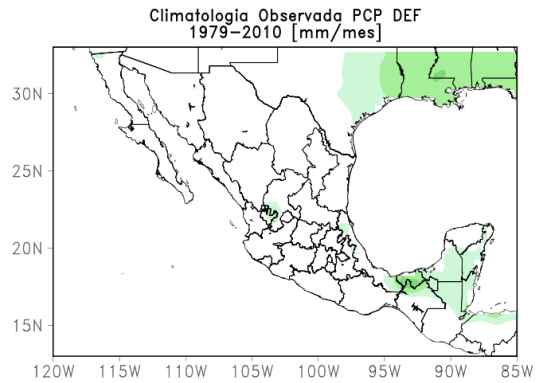 Climatologia Observada PCP DEF
1979−2010 [mm/mes]
30N
25N
20N
15N
120W 115W 110W 105W 100W 95W 90W 85W